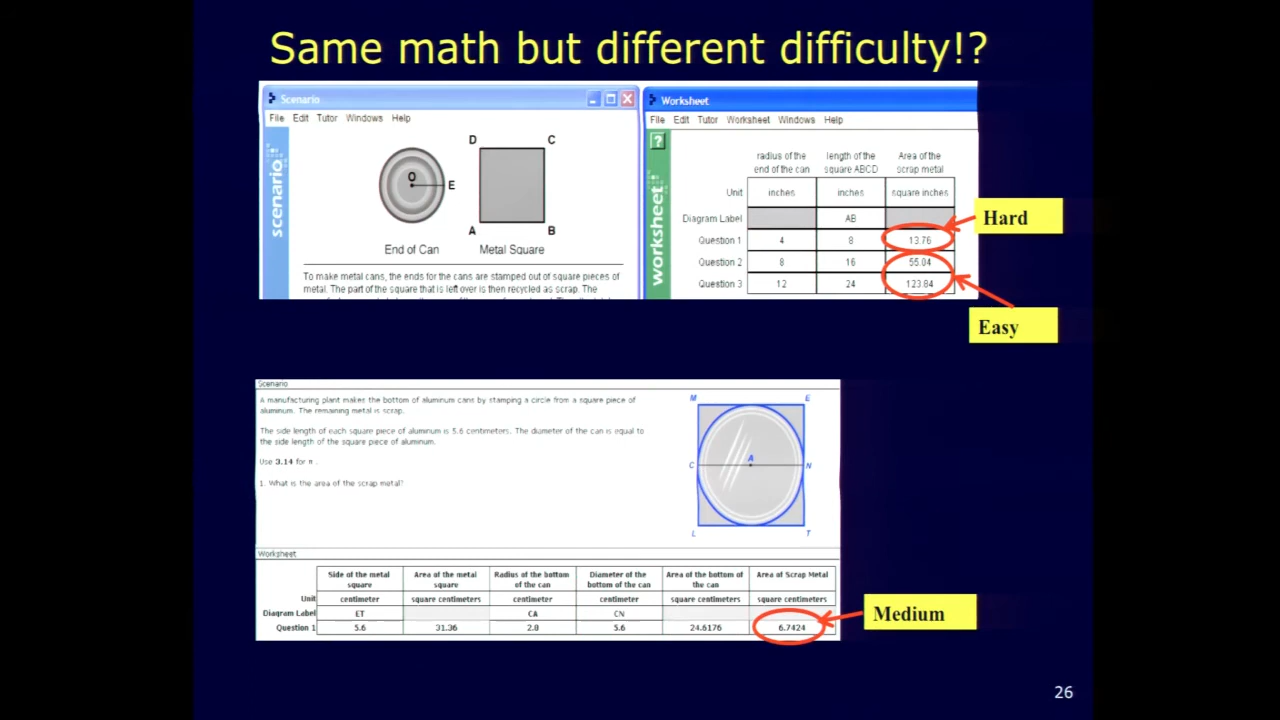 Same math but different difficulty!?
Scenario
File Edit Tutor Windows Help
scenario
D C
O
E
A B
End of Can Metal Square
To make metal cans, the ends for the cans are stamped out of square pieces of
metal. The part of the square that is left over is then recycled as scrap. The
Worksheet
File Edit Tutor Worksheet Windows Help
?
worksheet
radius of the length of the Area of the
end of the can square ABCD scrap metal
Unit inches inches square inches
Diagram Label AB
Question 1 4 8 13.76
Question 2 8 16 55.04
Question 3 12 24 123.84
Hard
Easy
Scenario
A manufacturing plant makes the bottom of aluminum cans by stamping a circle from a square piece of
aluminum. The remaining metal is scrap.
The side length of each square piece of aluminum is 5.6 centimeters. The diameter of the can is equal to
the side length of the square piece of aluminum.
Use 3.14 for π .
1. What is the area of the scrap metal?
M E
A
C N
L T
Worksheet
Side of the metal Area of the metal Radius of the bottom Diameter of the Area of the bottom of Area of Scrap Metal
square square of the can bottom of the can the can
Unit centimeter square centimeters centimeter centimeter square centimeters square centimeters
Diagram Label ET CA CN
Question 1 5.6 31.36 2.8 5.6 24.6176 6.7424
Medium
26